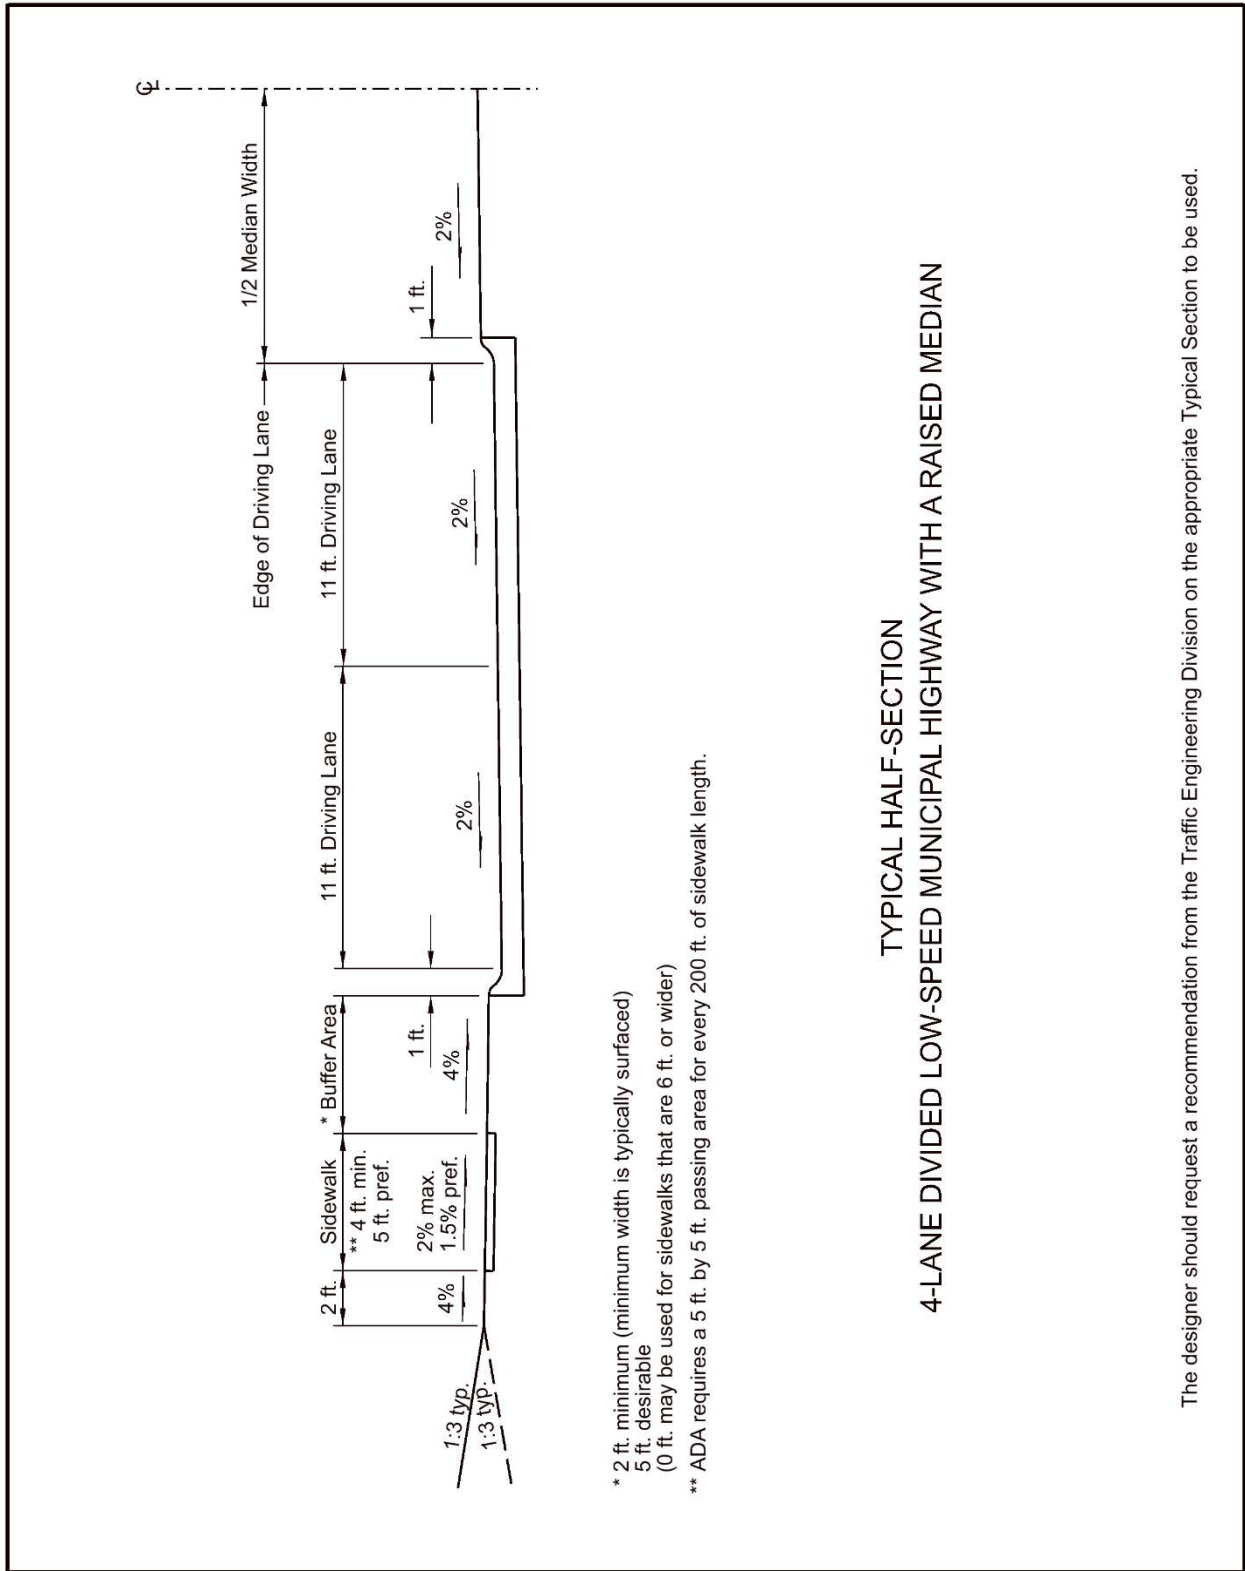 ℄
1/2 Median Width
Edge of Driving Lane
11 ft. Driving Lane
11 ft. Driving Lane
* Buffer Area
Sidewalk
2 ft.
** 4 ft. min.
5 ft. pref.
1 ft.
1 ft.
2% max.
1.5% pref.
4%
4%
2%
2%
2%
1:3 typ.
1:3 typ.
* 2 ft. minimum (minimum width is typically surfaced)
5 ft. desirable
(0 ft. may be used for sidewalks that are 6 ft. or wider)
** ADA requires a 5 ft. by 5 ft. passing area for every 200 ft. of sidewalk length.
TYPICAL HALF-SECTION
4-LANE DIVIDED LOW-SPEED MUNICIPAL HIGHWAY WITH A RAISED MEDIAN
The designer should request a recommendation from the Traffic Engineering Division on the appropriate Typical Section to be used.